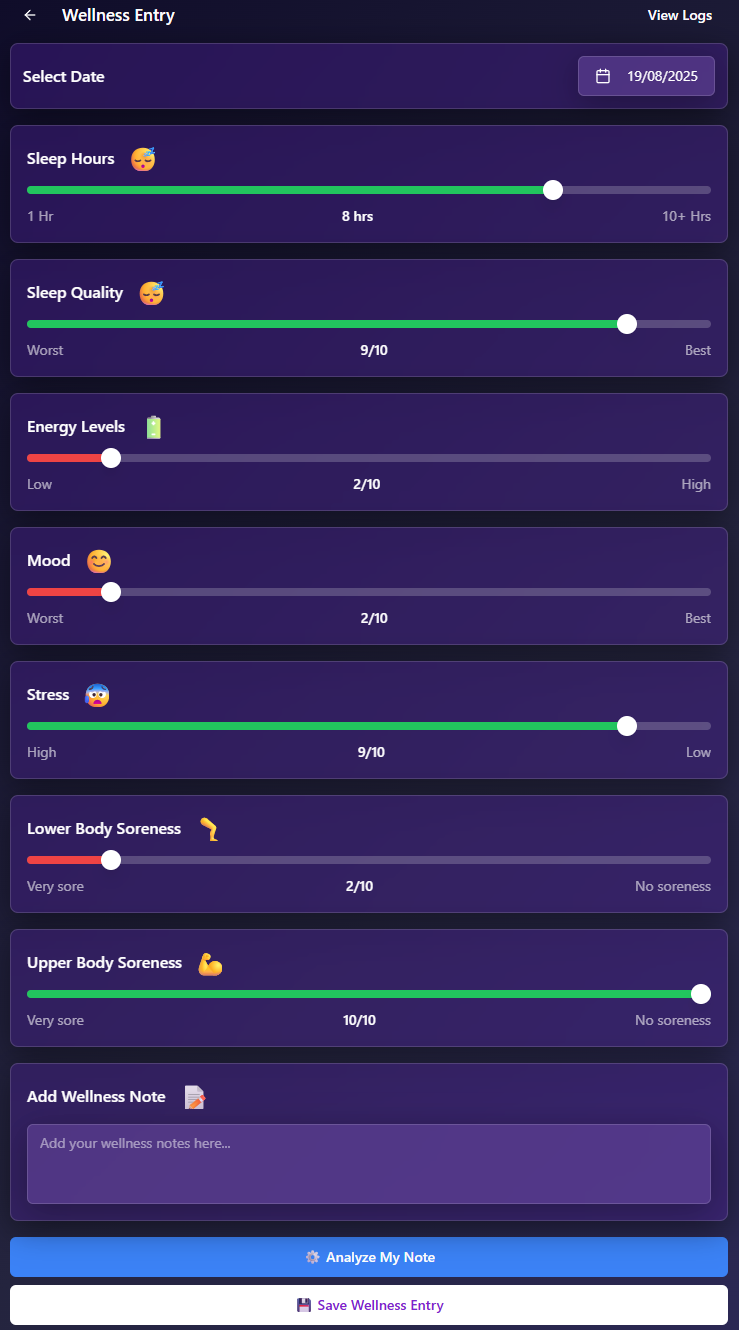 Wellness Entry View Logs
Select Date 19/08/2025
Sleep Hours
1 Hr 8 hrs 10+ Hrs
Sleep Quality
Worst 9/10 Best
Energy Levels
Low 2/10 High
Mood
Worst 2/10 Best
Stress
High 9/10 Low
Lower Body Soreness
Very sore 2/10 No soreness
Upper Body Soreness
Very sore 10/10 No soreness
Add Wellness Note
Add your wellness notes here...
Analyze My Note
Save Wellness Entry